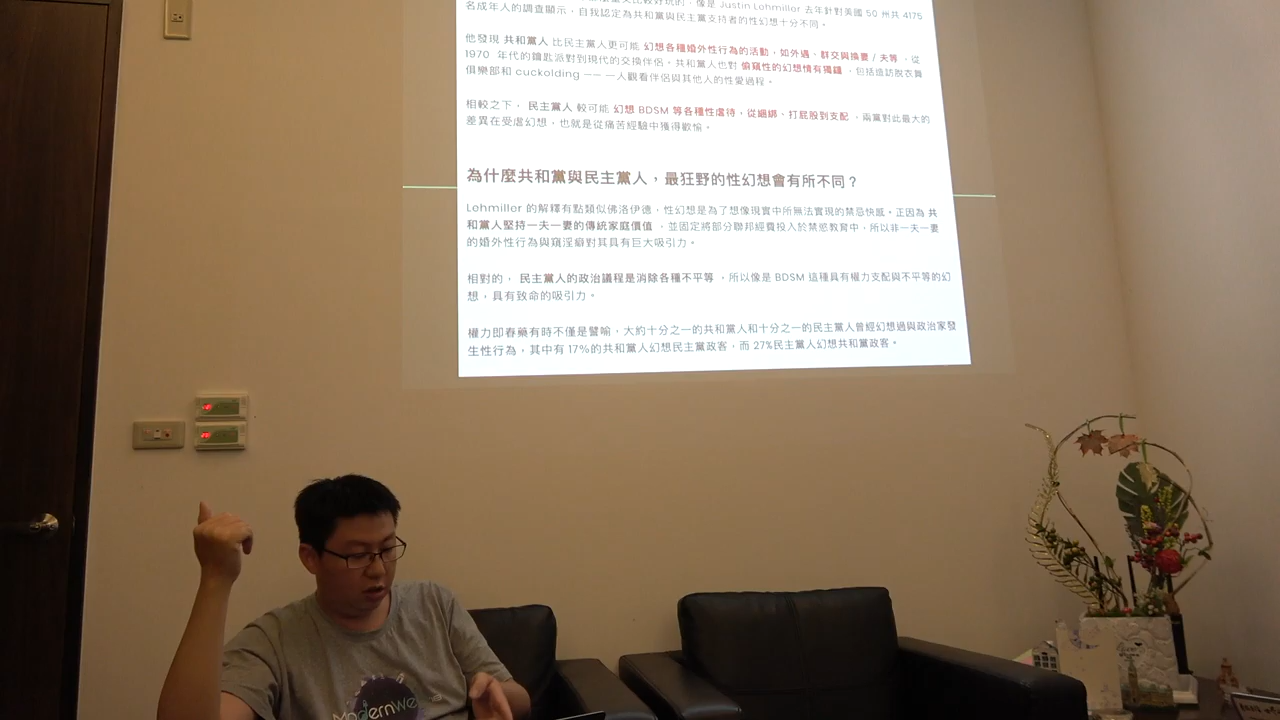 像是 Justin Lehmiller 去年針對美國 50 州共 4175
名成年人的調查顯示，自我認定為共和黨與民主黨支持者的性幻想十分不同。
他發現 共和黨人 比民主黨人更可能 幻想各種婚外性行為的活動，如外遇、群交與換妻 / 夫等 ，從
1970 年代的鑰匙派對到現代的交換伴侶，共和黨人也對 偷窺性的幻想情有獨鍾 ，包括造訪脫衣舞
俱樂部和 cuckolding —— 一人觀看伴侶與其他人的性愛過程。
相較之下， 民主黨人 較可能 幻想 BDSM 等各種性虐待，從綑綁、打屁股到支配 ，兩黨對此最大的
差異在受虐幻想，也就是從痛苦經驗中獲得歡愉。
為什麼共和黨與民主黨人，最狂野的性幻想會有所不同？
Lehmiller 的解釋有點類似佛洛伊德，性幻想是為了想像現實中所無法實現的禁忌快感。正因為 共
和黨人堅持一夫一妻的傳統家庭價值 ，並固定將部分聯邦經費投入於禁慾教育中，所以非一夫一妻
的婚外性行為與窺淫癖對其具有巨大吸引力。
相對的， 民主黨人的政治議程是消除各種不平等 ，所以像是 BDSM 這種具有權力支配與不平等的幻
想，具有致命的吸引力。
權力即春藥有時不僅是譬喻，大約十分之一的共和黨人和十分之一的民主黨人曾經幻想過與政治家發
生性行為，其中有 17%的共和黨人幻想民主黨政客，而 27%民主黨人幻想共和黨政客。
ModernWe